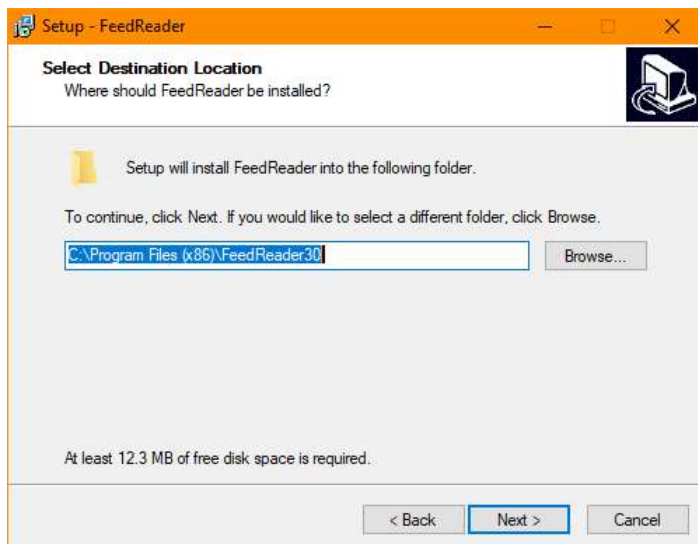 Setup - FeedReader
Select Destination Location
Where should FeedReader be installed?
Setup will install FeedReader into the following folder.
To continue, click Next. If you would like to select a different folder, click Browse.
C:\Program Files (x86)\FeedReader30
Browse...
At least 12.3 MB of free disk space is required.
< Back
Next >
Cancel